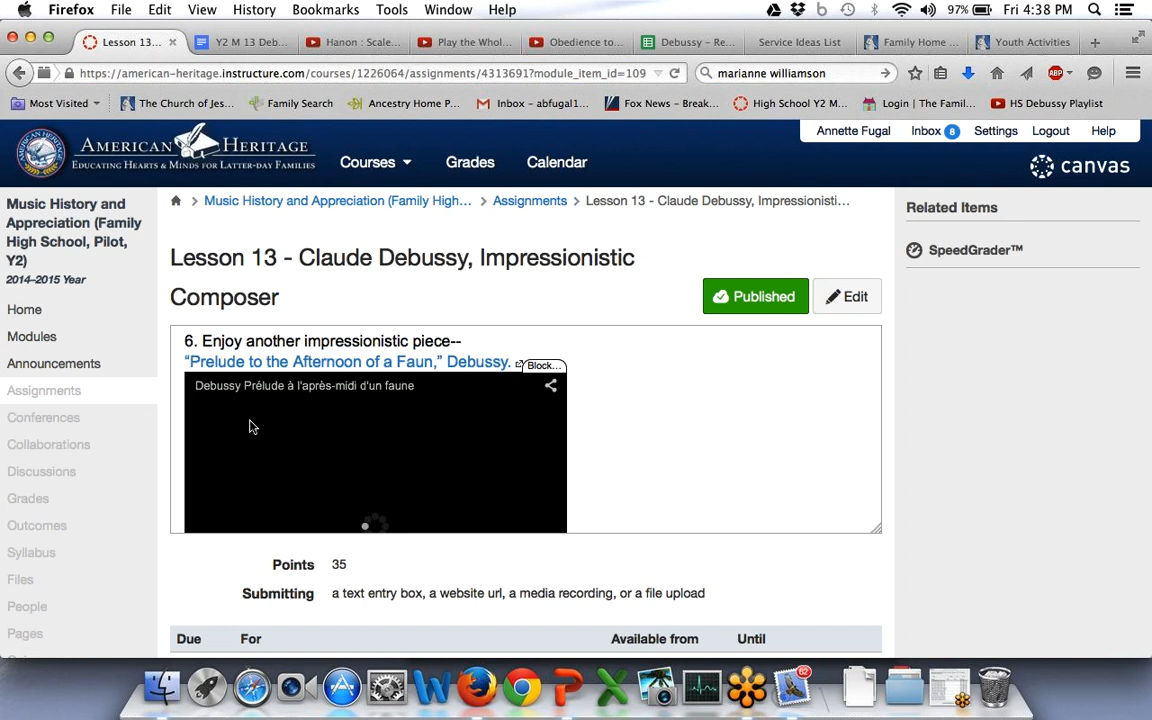 Firefox File Edit View History Bookmarks Tools Window Help 97% Fri 4:38 PM
Lesson 13... Y2 M 13 Deb... Hanon : Scale... Play the Whol... Obedience to... Debussy - Re... Service Ideas List Family Home ... Youth Activities
https://american-heritage.instructure.com/courses/1226064/assignments/4313691?module_item_id=109 marianne williamson ABP
Most Visited The Church of Jes... Family Search Ancestry Home P... Inbox - abfugal1... Fox News - Break... High School Y2 M... Login | The Famil... HS Debussy Playlist
AMERICAN HERITAGE
EDUCATING HEARTS & MINDS FOR LATTER-DAY FAMILIES
Courses Grades Calendar
Annette Fugal Inbox 8 Settings Logout Help
canvas
Music History and
Appreciation (Family
High School, Pilot,
Y2)
2014–2015 Year
Home
Modules
Announcements
Assignments
Conferences
Collaborations
Discussions
Grades
Outcomes
Syllabus
Files
People
Pages
Music History and Appreciation (Family High... Assignments Lesson 13 - Claude Debussy, Impressionisti...
Lesson 13 - Claude Debussy, Impressionistic
Composer
Published Edit
6. Enjoy another impressionistic piece--
“Prelude to the Afternoon of a Faun,” Debussy.
Block...
Debussy Prélude à l'après-midi d'un faune
Points 35
Submitting a text entry box, a website url, a media recording, or a file upload
Due For Available from Until
Related Items
SpeedGrader™
W P X 62